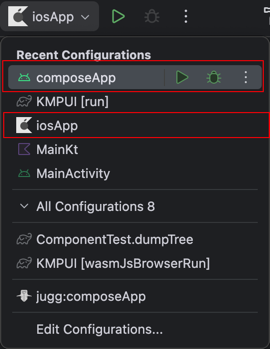 iosApp
Recent Configurations
composeApp
KMPUI [run]
iosApp
MainKt
MainActivity
All Configurations 8
ComponentTest.dumpTree
KMPUI [wasmJsBrowserRun]
jugg:composeApp
Edit Configurations...